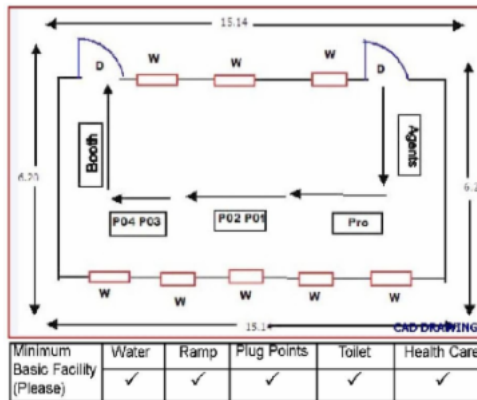 15.14
W
W
W
D
D
6.20
Booth
Agents
6.2
P04 P03
P02 P01
Pro
W
W
W
W
W
15.1
CAD DRAWING
Minimum Basic Facility (Please)
Water
Ramp
Plug Points
Toilet
Health Care
✓
✓
✓
✓
✓